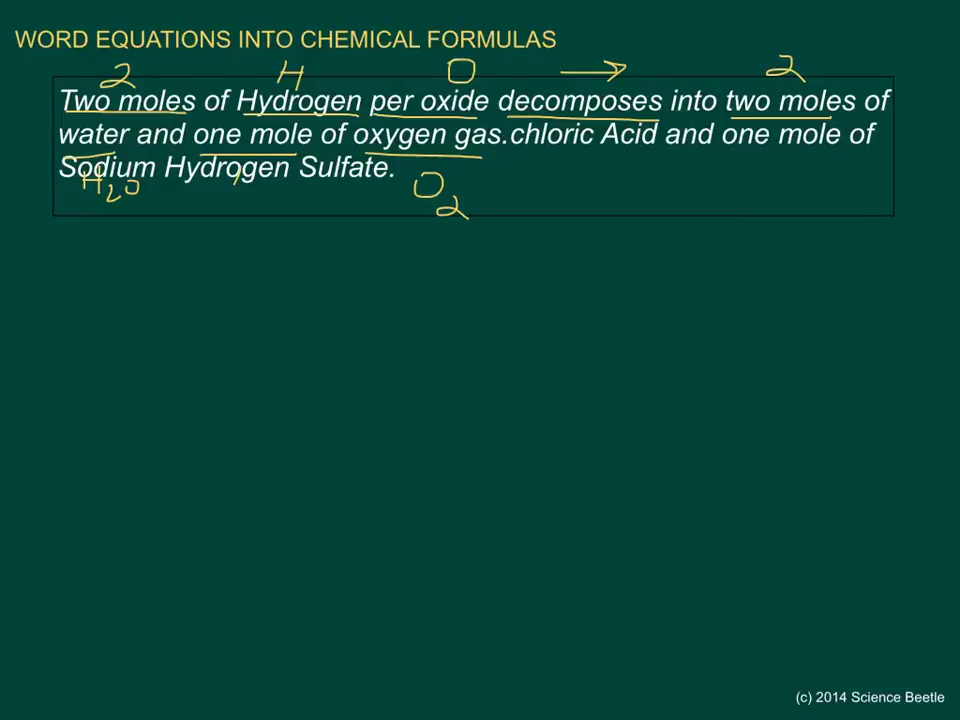 WORD EQUATIONS INTO CHEMICAL FORMULAS
2 H O → 2
Two moles of Hydrogen per oxide decomposes into two moles of
water and one mole of oxygen gas.chloric Acid and one mole of
Sodium Hydrogen Sulfate.
H2O 1 O2
(c) 2014 Science Beetle